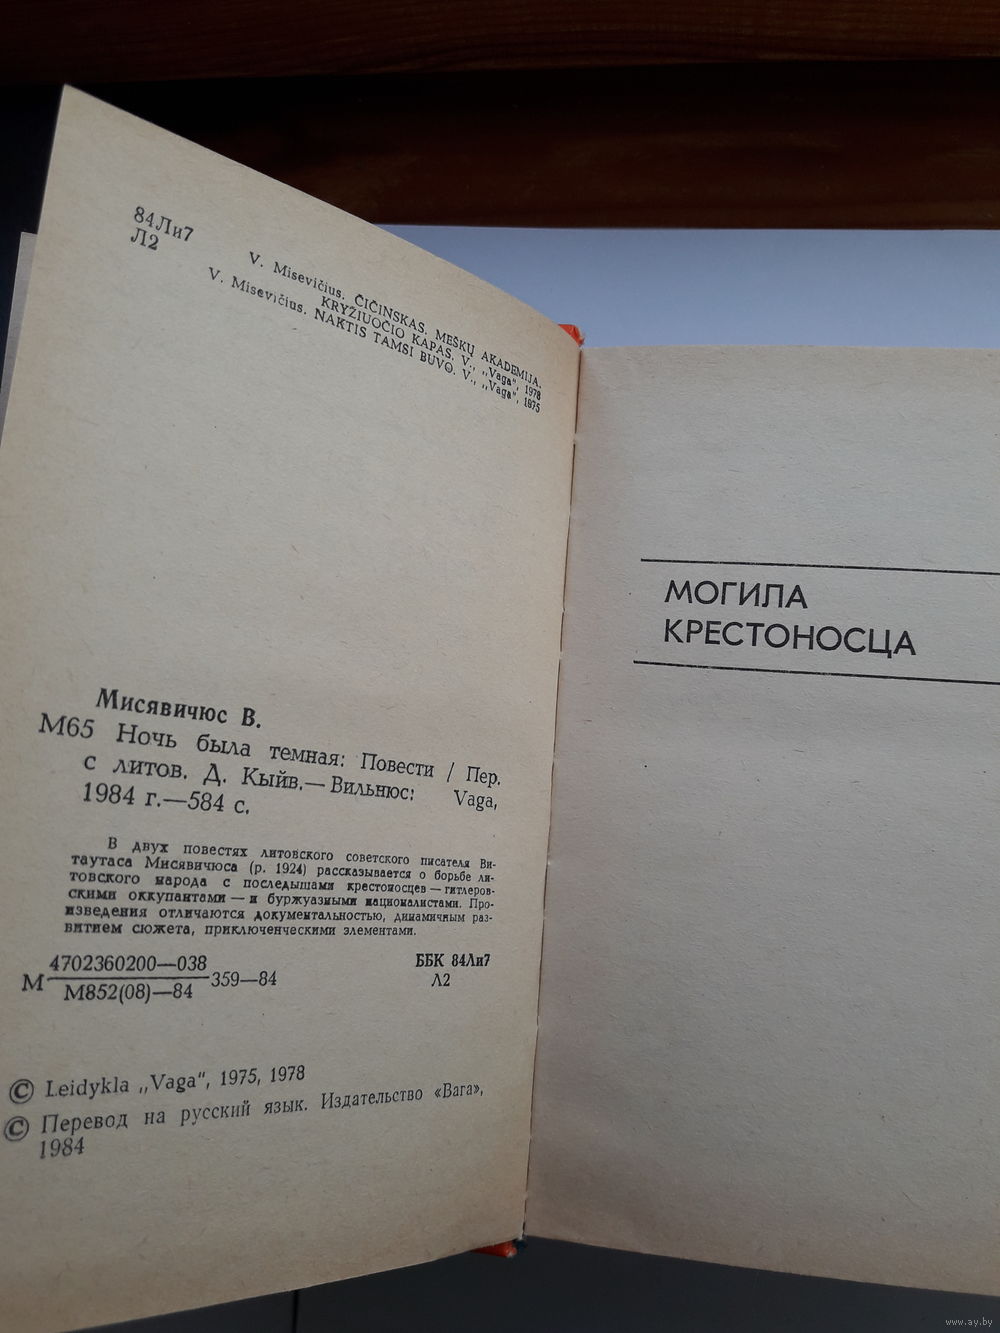 84Ли7
Л2
V. Misevičius. ČIČINSKAS. MEŠKŲ AKADEMIJA.
KRYŽIUOČIO KAPAS. V., „Vaga“, 1978
V. Misevičius. NAKTIS TAMSI BUVO. V., „Vaga“, 1975
Мисявичюс В.
М65 Ночь была темная: Повести / Пер.
с литов. Д. Кыйв.— Вильнюс: Vaga,
1984 г.—584 с.
В двух повестях литовского советского писателя Ви-
таутаса Мисявичюса (р. 1924) рассказывается о борьбе ли-
товского народа с последышами крестоносцев — гитлеров-
скими оккупантами — и буржуазными националистами. Про-
изведения отличаются документальностью, динамичным раз-
витием сюжета, приключенческими элементами.
М 4702360200—038 359—84
М852(08)—84
ББК 84Ли7
Л2
© Leidykla „Vaga“, 1975, 1978
© Перевод на русский язык. Издательство «Вага»,
1984
МОГИЛА
КРЕСТОНОСЦА
www.ay.by